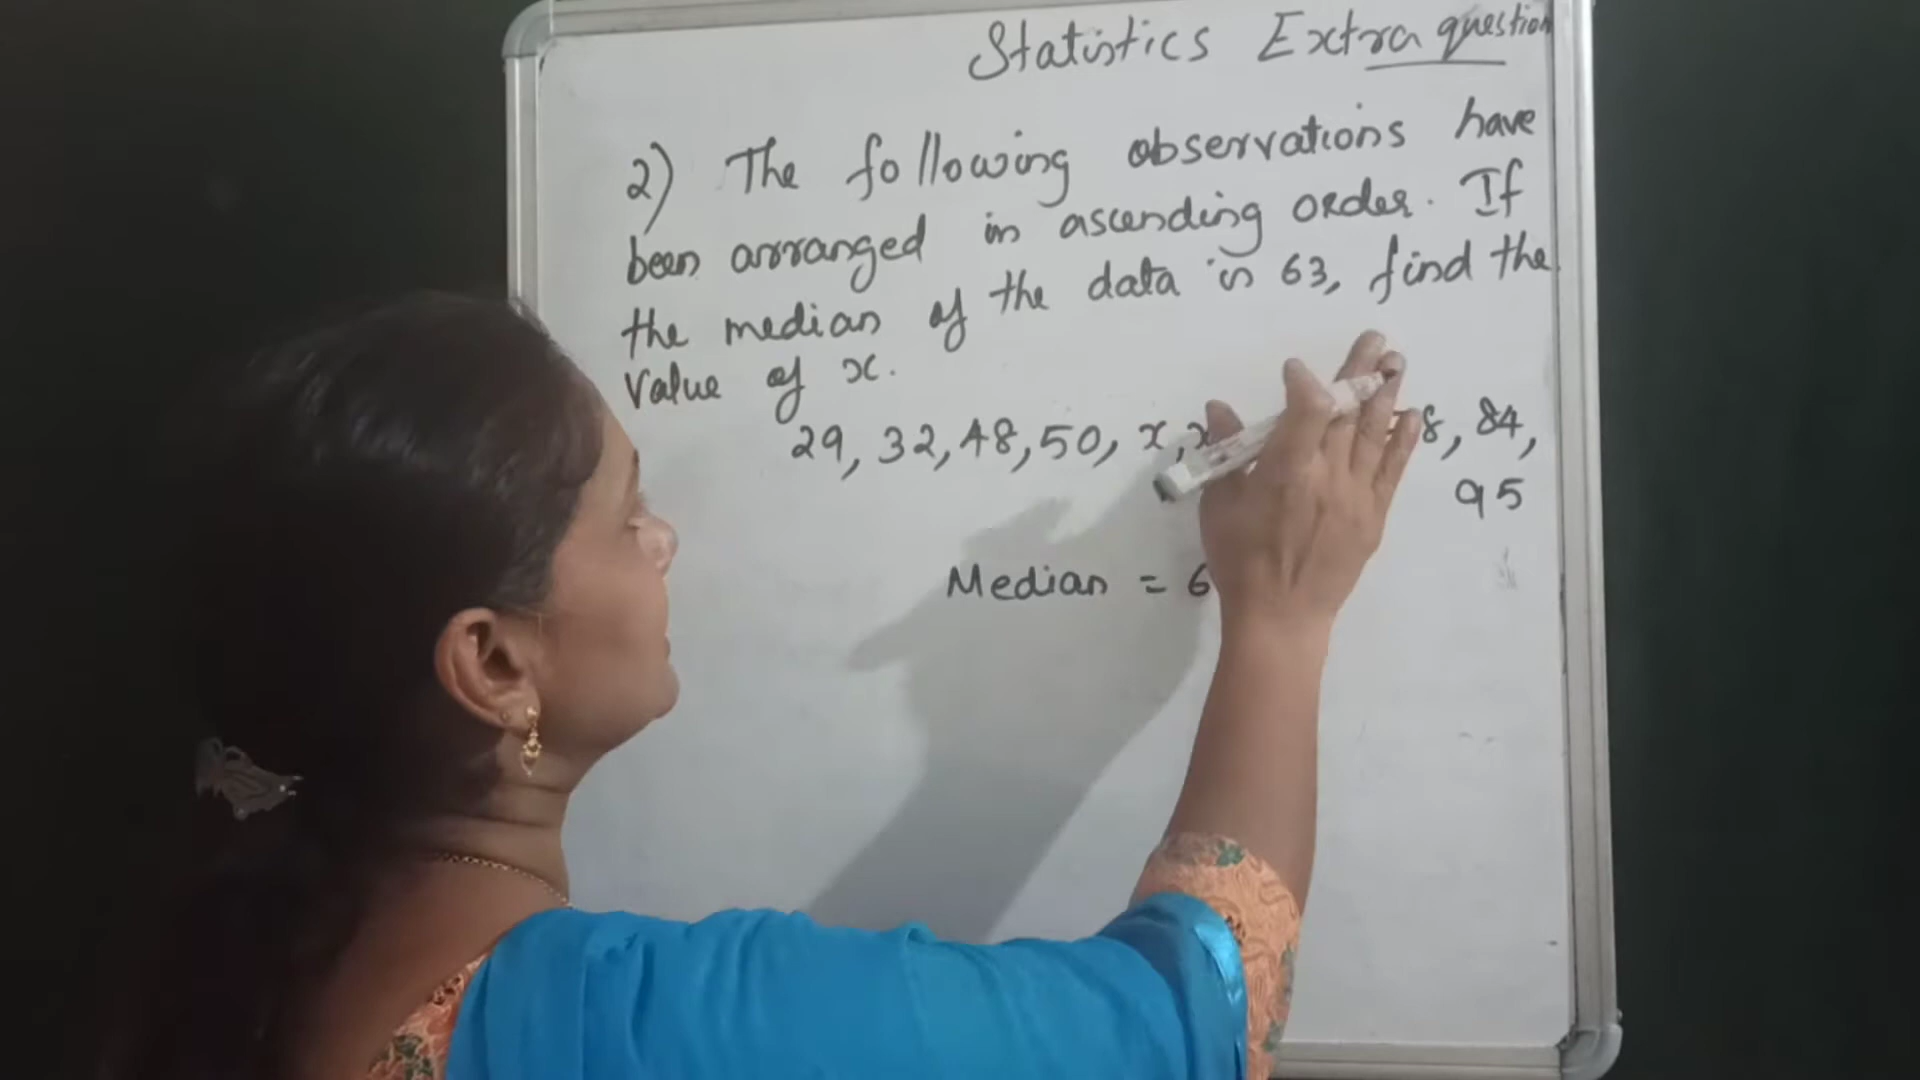 Statistics Extra question
2) The following observations have
been arranged in ascending order. If
the median of the data is 63, find the
Value of x.
29, 32, 48, 50, x, x 8, 84,
95
Median = 6